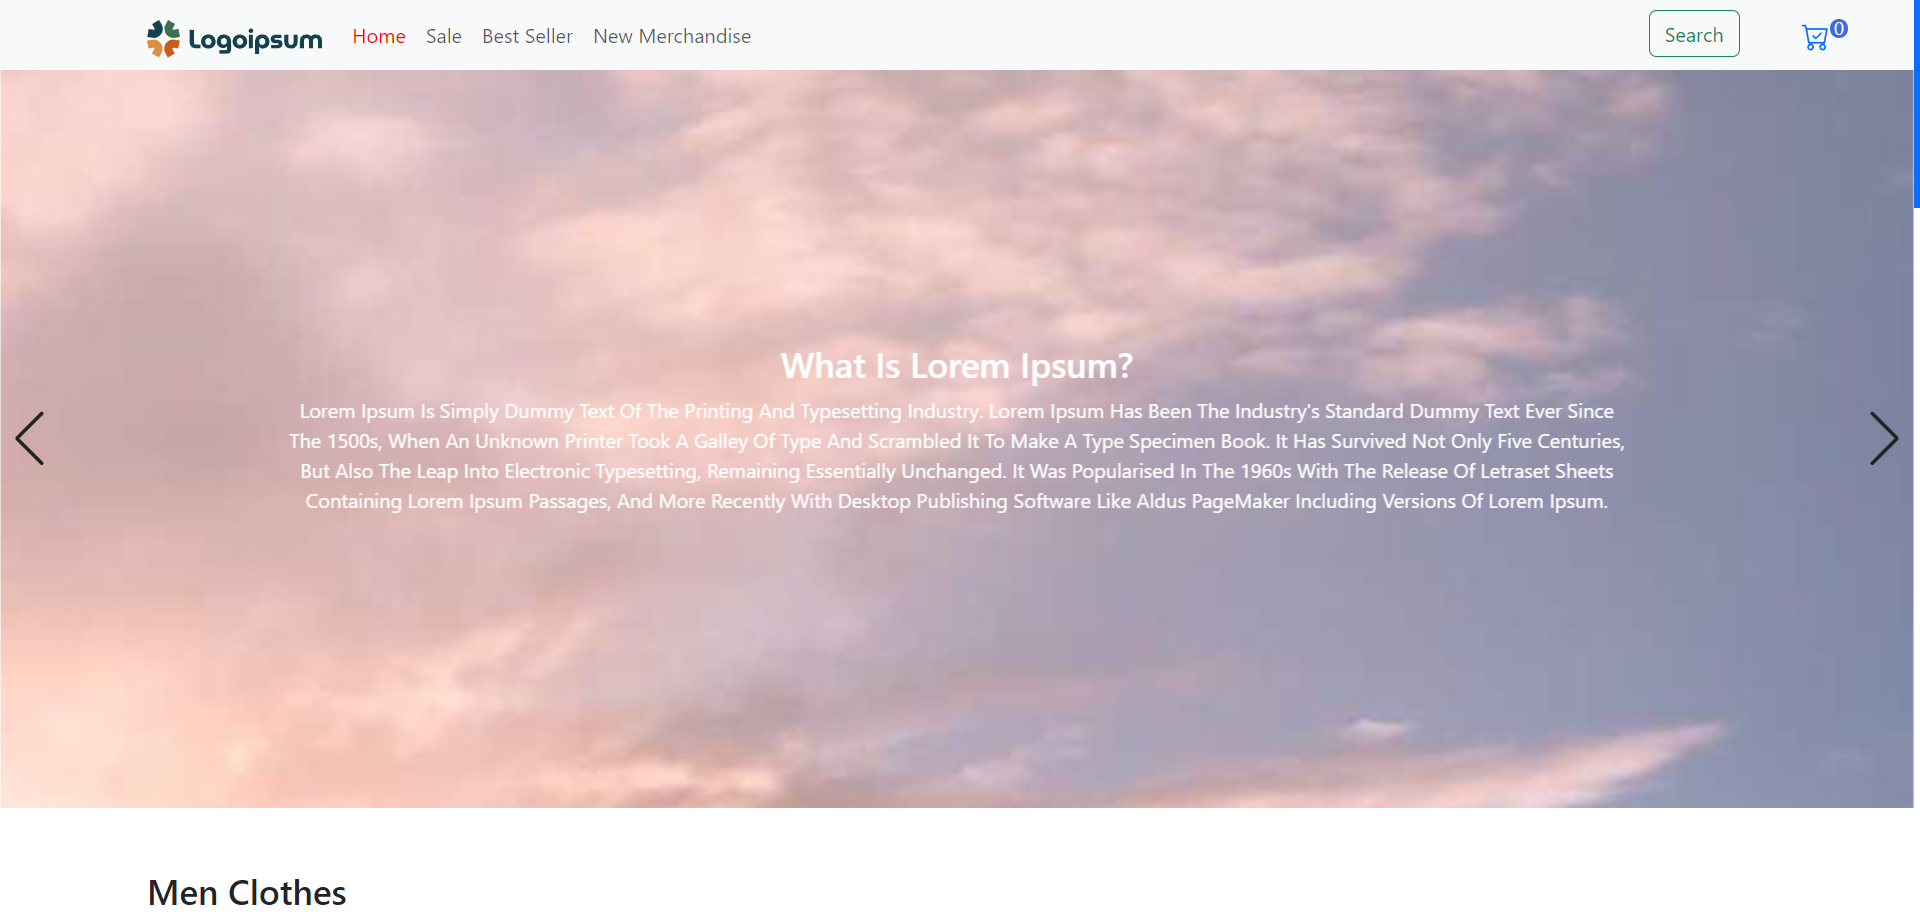 Logoipsum Home Sale Best Seller New Merchandise Search 0
What Is Lorem Ipsum?
Lorem Ipsum Is Simply Dummy Text Of The Printing And Typesetting Industry. Lorem Ipsum Has Been The Industry's Standard Dummy Text Ever Since
The 1500s, When An Unknown Printer Took A Galley Of Type And Scrambled It To Make A Type Specimen Book. It Has Survived Not Only Five Centuries,
But Also The Leap Into Electronic Typesetting, Remaining Essentially Unchanged. It Was Popularised In The 1960s With The Release Of Letraset Sheets
Containing Lorem Ipsum Passages, And More Recently With Desktop Publishing Software Like Aldus PageMaker Including Versions Of Lorem Ipsum.
Men Clothes